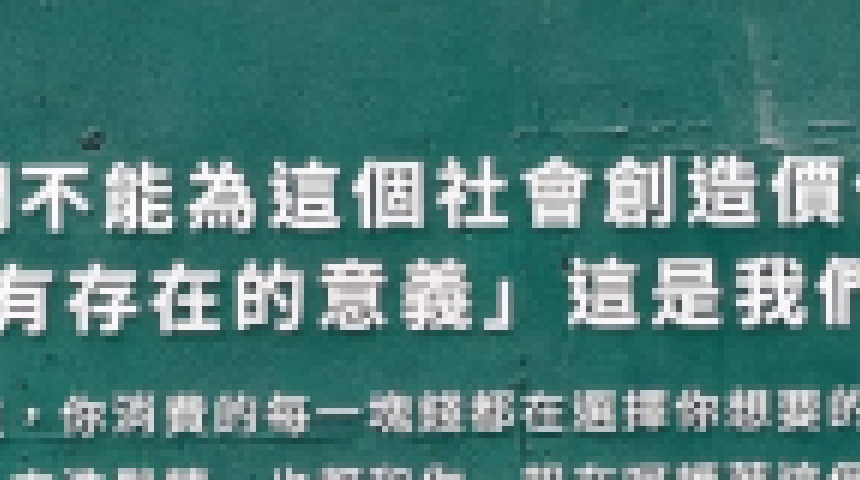 不能為這個社會創造價
有存在的意義」這是我們
，你消費的每一塊錢都在選擇你想要的